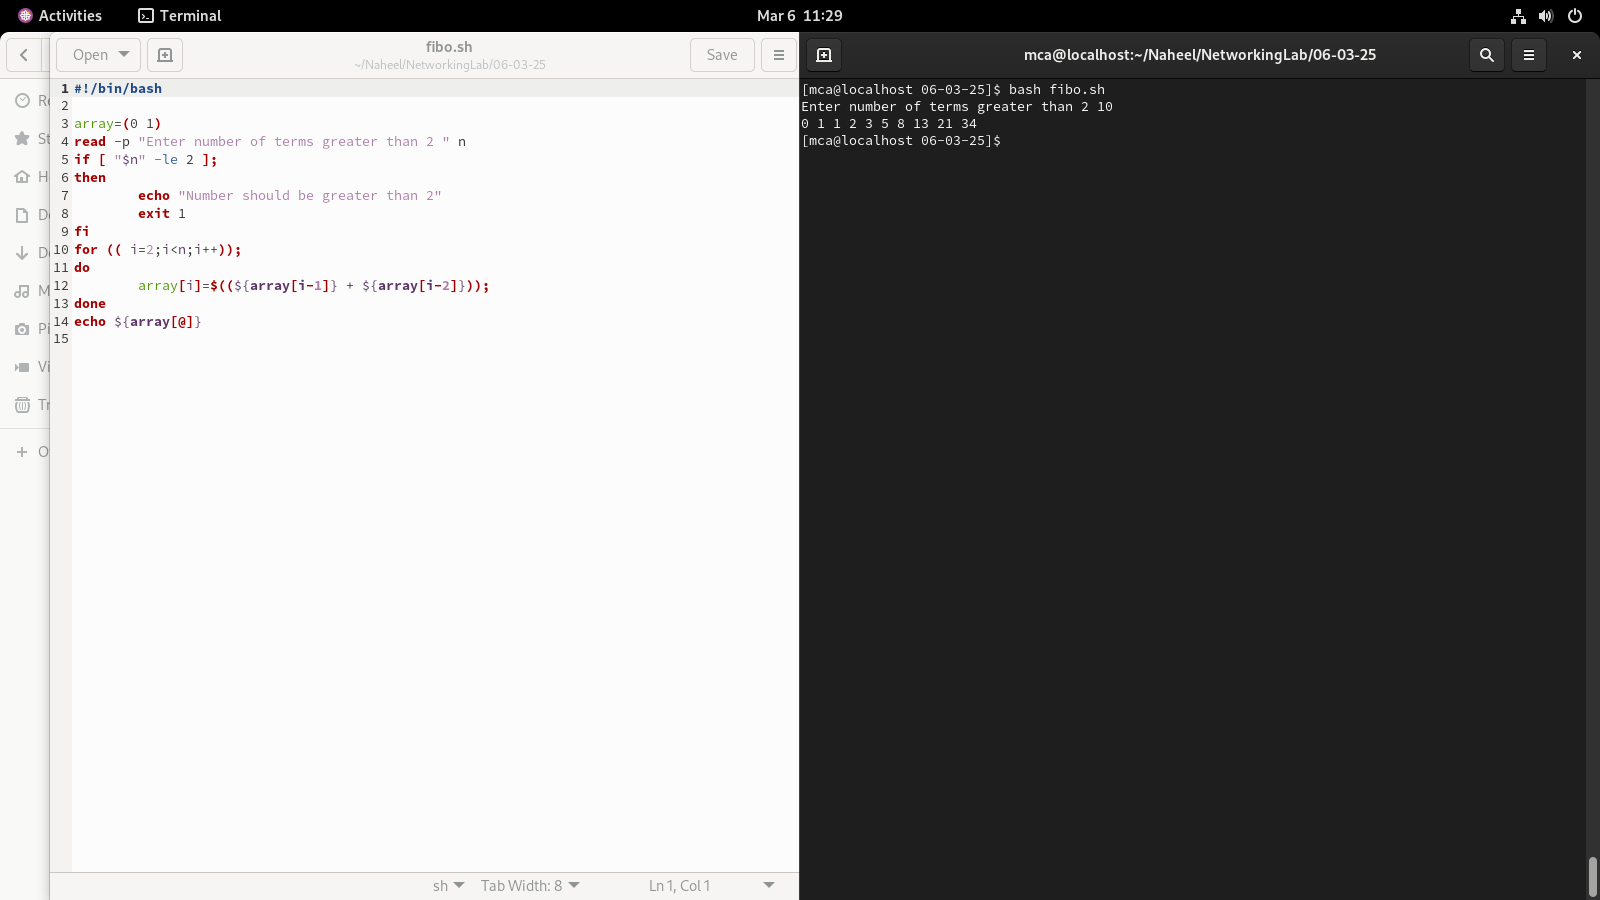 Activities Terminal Mar 6 11:29
Open fibo.sh Save
~/Naheel/NetworkingLab/06-03-25
1 #!/bin/bash
2
3 array=(0 1)
4 read -p "Enter number of terms greater than 2 " n
5 if [ "$n" -le 2 ];
6 then
7         echo "Number should be greater than 2"
8         exit 1
9 fi
10 for (( i=2;i<n;i++));
11 do
12         array[i]=$((${array[i-1]} + ${array[i-2]}));
13 done
14 echo ${array[@]}
15
sh Tab Width: 8 Ln 1, Col 1
mca@localhost:~/Naheel/NetworkingLab/06-03-25
[mca@localhost 06-03-25]$ bash fibo.sh
Enter number of terms greater than 2 10
0 1 1 2 3 5 8 13 21 34
[mca@localhost 06-03-25]$